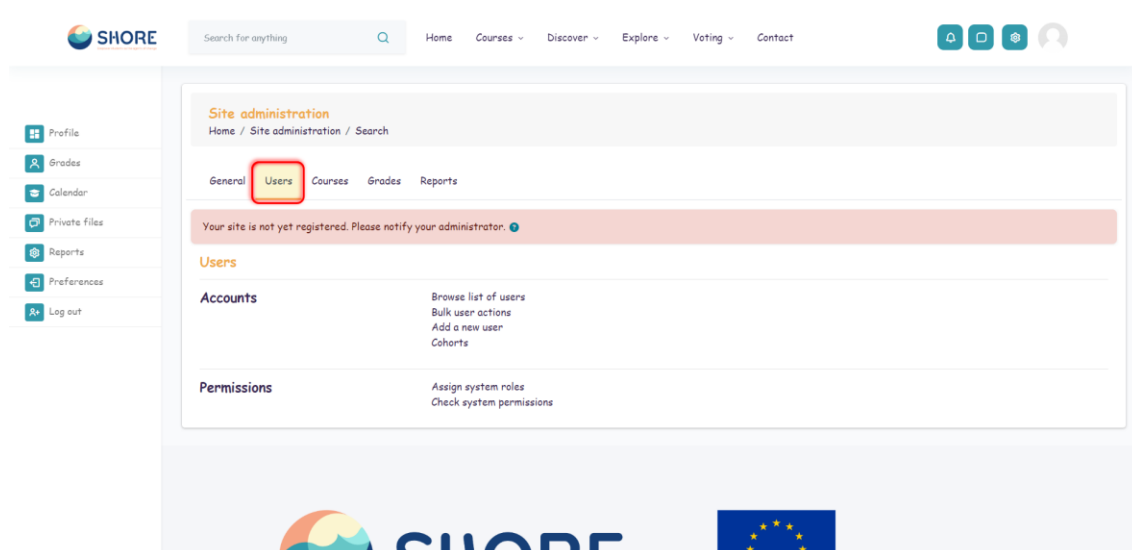 SHORE
Search for anything
Home Courses Discover Explore Voting Contact
Profile
Grades
Calendar
Private files
Reports
Preferences
Log out
Site administration
Home / Site administration / Search
General Users Courses Grades Reports
Your site is not yet registered. Please notify your administrator.
Users
Accounts
Browse list of users
Bulk user actions
Add a new user
Cohorts
Permissions
Assign system roles
Check system permissions
SHORE